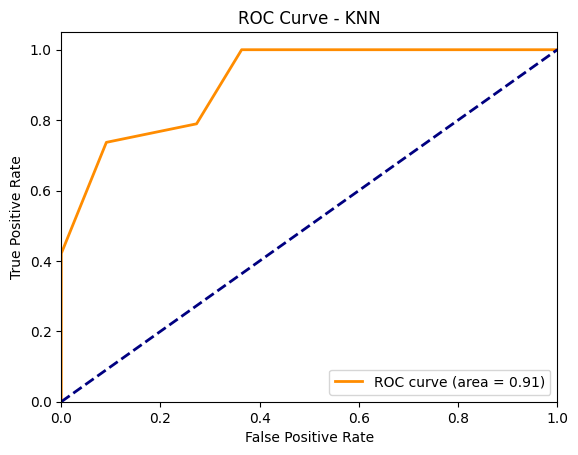 ROC Curve - KNN
1.0
0.8
0.6
0.4
0.2
0.0
True Positive Rate
ROC curve (area = 0.91)
0.0 0.2 0.4 0.6 0.8 1.0
False Positive Rate